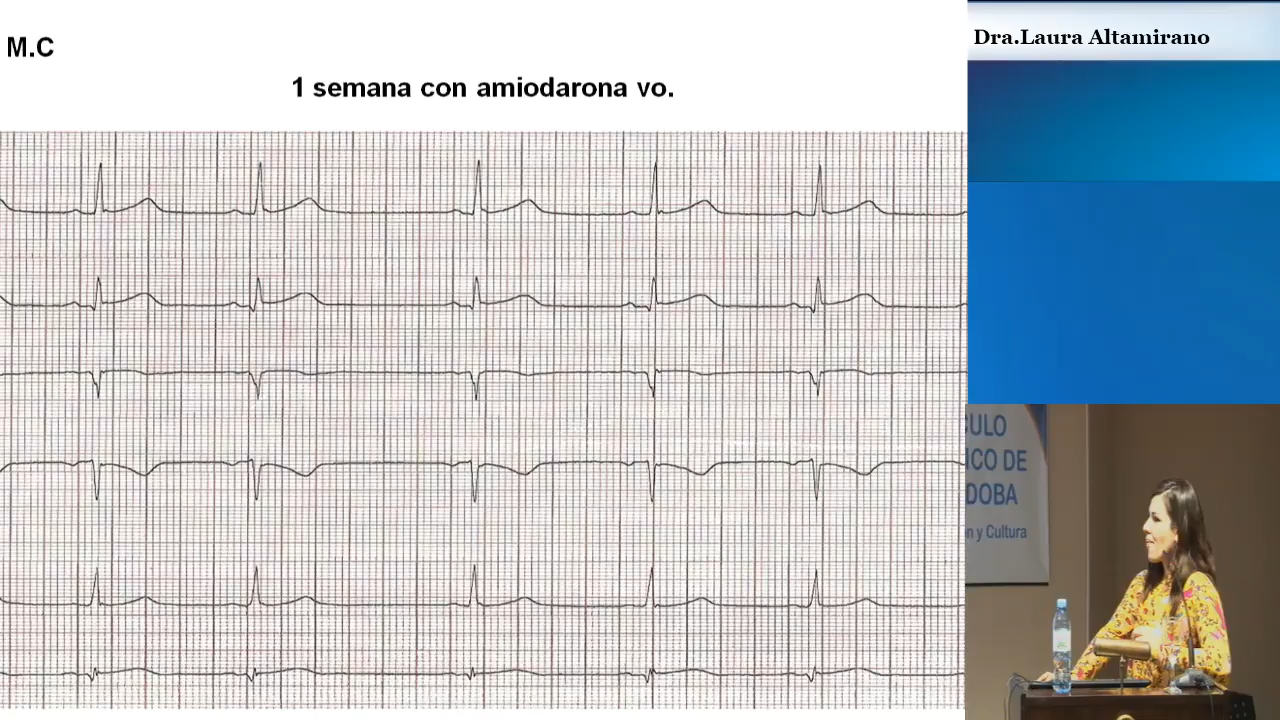 M.C
1 semana con amiodarona vo.
Dra.Laura Altamirano
CULO
ICO DE
DOBA
n y Cultura